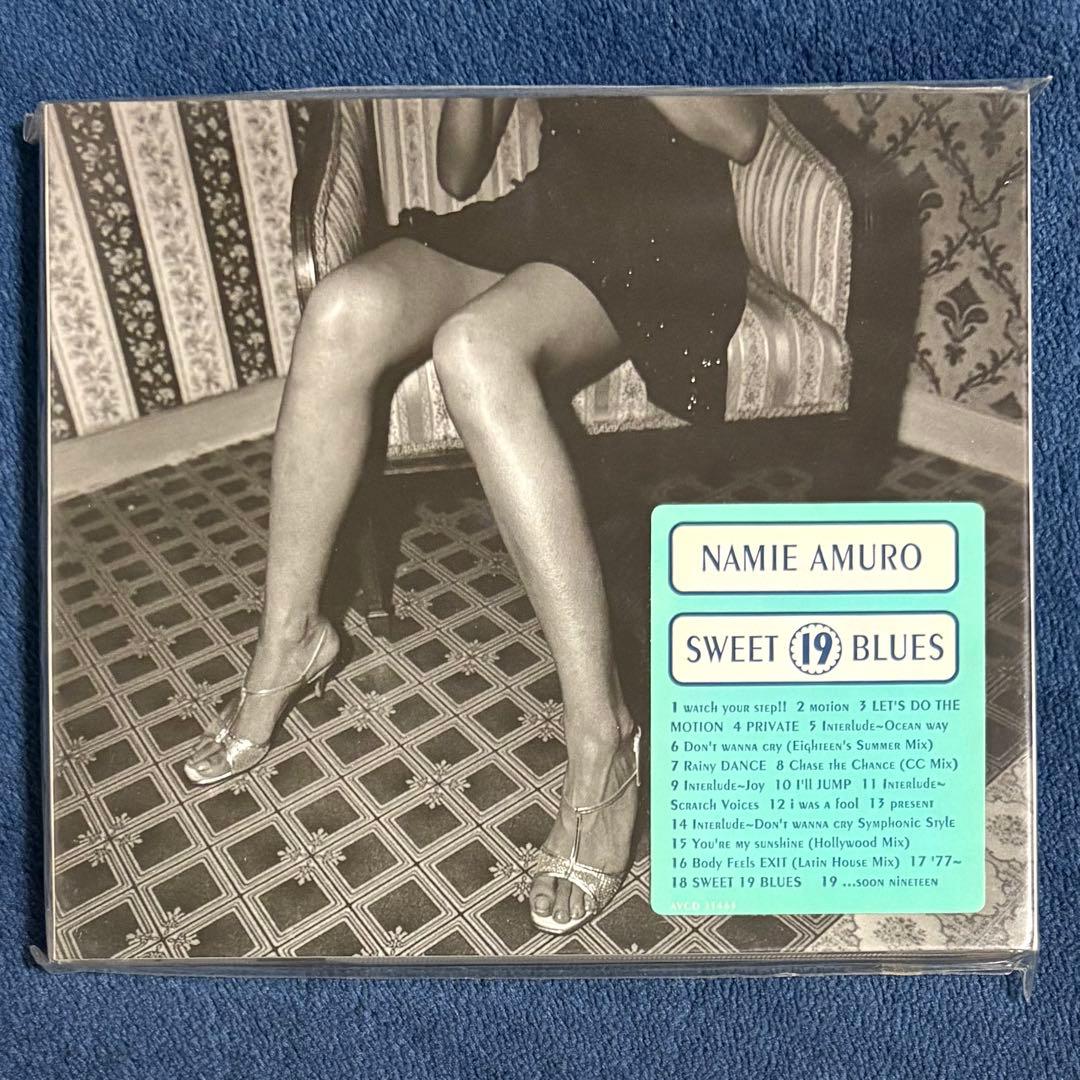 NAMIE AMURO
SWEET 19 BLUES
1 WATCH YOUR STEP!! 2 MOTION 3 LET'S DO THE
MOTION 4 PRIVATE 5 INTERLUDE~OCEAN WAY
6 DON'T WANNA CRY (EIGHTEEN'S SUMMER MIX)
7 RAINY DANCE 8 CHASE THE CHANCE (CC MIX)
9 INTERLUDE~JOY 10 I'LL JUMP 11 INTERLUDE~
SCRATCH VOICES 12 i WAS A FOOL 13 PRESENT
14 INTERLUDE~DON'T WANNA CRY SYMPHONIC STYLE
15 YOU'RE MY SUNSHINE (HOLLYWOOD MIX)
16 BODY FEELS EXIT (LATIN HOUSE MIX) 17 '77~
18 SWEET 19 BLUES 19 ...SOON NINETEEN
AVCD